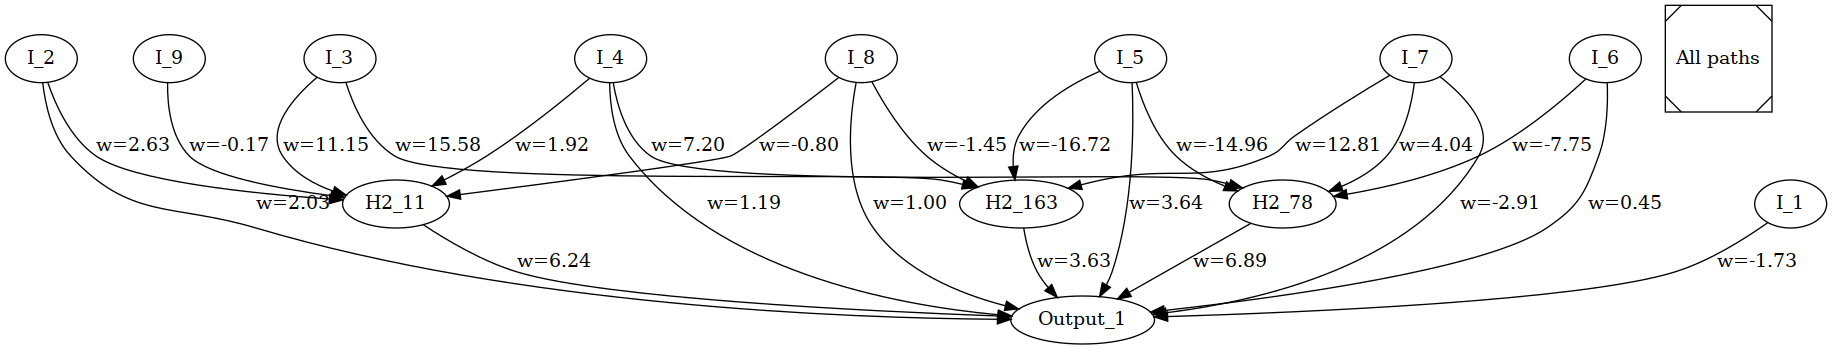 I_2
I_9
I_3
I_4
I_8
I_5
I_7
I_6
All paths
w=2.63
w=-0.17
w=11.15
w=15.58
w=1.92
w=7.20
w=-0.80
w=-1.45
w=-16.72
w=-14.96
w=12.81
w=4.04
w=-7.75
w=2.03
H2_11
w=1.19
w=1.00
H2_163
w=3.64
H2_78
w=-2.91
w=0.45
I_1
w=6.24
w=3.63
w=6.89
w=-1.73
Output_1